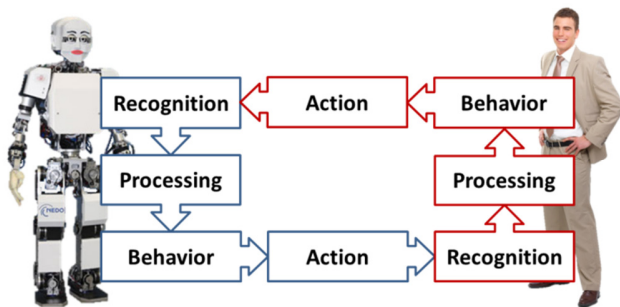 Recognition
Action
Behavior
Processing
Processing
Behavior
Action
Recognition